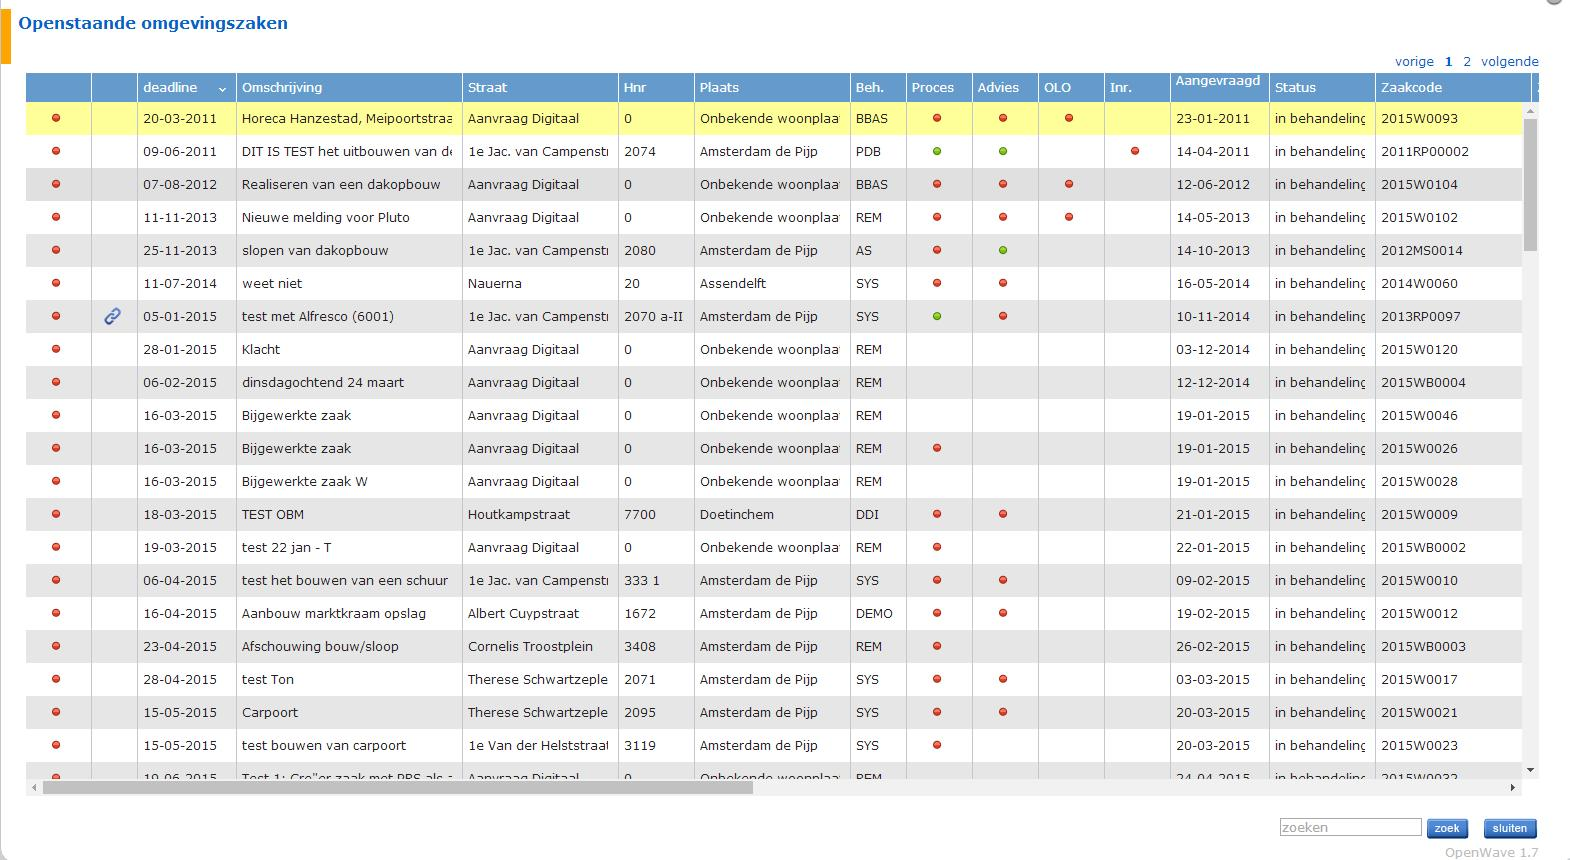 Openstaande omgevingszaken
vorige 1 2 volgende
deadline Omschrijving Straat Hnr Plaats Beh. Proces Advies OLO Inr. Aangevraagd Status Zaakcode
20-03-2011 Horeca Hanzestad, Meipoortstraa Aanvraag Digitaal 0 Onbekende woonplaa BBAS 23-01-2011 in behandeling 2015W0093
09-06-2011 DIT IS TEST het uitbouwen van de 1e Jac. van Campenst 2074 Amsterdam de Pijp PDB 14-04-2011 in behandeling 2011RP00002
07-08-2012 Realiseren van een dakopbouw Aanvraag Digitaal 0 Onbekende woonplaa BBAS 12-06-2012 in behandeling 2015W0104
11-11-2013 Nieuwe melding voor Pluto Aanvraag Digitaal 0 Onbekende woonplaa REM 14-05-2013 in behandeling 2015W0102
25-11-2013 slopen van dakopbouw 1e Jac. van Campenst 2080 Amsterdam de Pijp AS 14-10-2013 in behandeling 2012MS0014
11-07-2014 weet niet Nauerna 20 Assendelft SYS 16-05-2014 in behandeling 2014W0060
05-01-2015 test met Alfresco (6001) 1e Jac. van Campenst 2070 a-II Amsterdam de Pijp SYS 10-11-2014 in behandeling 2013RP0097
28-01-2015 Klacht Aanvraag Digitaal 0 Onbekende woonplaa REM 03-12-2014 in behandeling 2015W0120
06-02-2015 dinsdagochtend 24 maart Aanvraag Digitaal 0 Onbekende woonplaa REM 12-12-2014 in behandeling 2015WB0004
16-03-2015 Bijgewerkte zaak Aanvraag Digitaal 0 Onbekende woonplaa REM 19-01-2015 in behandeling 2015W0046
16-03-2015 Bijgewerkte zaak Aanvraag Digitaal 0 Onbekende woonplaa REM 19-01-2015 in behandeling 2015W0026
16-03-2015 Bijgewerkte zaak W Aanvraag Digitaal 0 Onbekende woonplaa REM 19-01-2015 in behandeling 2015W0028
18-03-2015 TEST OBM Houtkampstraat 7700 Doetinchem DDI 21-01-2015 in behandeling 2015W0009
19-03-2015 test 22 jan - T Aanvraag Digitaal 0 Onbekende woonplaa REM 22-01-2015 in behandeling 2015WB0002
06-04-2015 test het bouwen van een schuur 1e Jac. van Campenst 333 1 Amsterdam de Pijp SYS 09-02-2015 in behandeling 2015W0010
16-04-2015 Aanbouw marktkraam opslag Albert Cuypstraat 1672 Amsterdam de Pijp DEMO 19-02-2015 in behandeling 2015W0012
23-04-2015 Afschouwing bouw/sloop Cornelis Troostplein 3408 Amsterdam de Pijp REM 26-02-2015 in behandeling 2015WB0003
28-04-2015 test Ton Therese Schwartzeple 2071 Amsterdam de Pijp SYS 03-03-2015 in behandeling 2015W0017
15-05-2015 Carpoort Therese Schwartzeple 2095 Amsterdam de Pijp SYS 20-03-2015 in behandeling 2015W0021
15-05-2015 test bouwen van carpoort 1e Van der Helststraat 3119 Amsterdam de Pijp SYS 20-03-2015 in behandeling 2015W0023
19-06-2015 Test 1: Cre"er zaak met PRS als a Aanvraag Digitaal 0 Onbekende woonplaa REM 24-04-2015 in behandeling 2015W0032
zoeken zoek sluiten
OpenWave 1.7